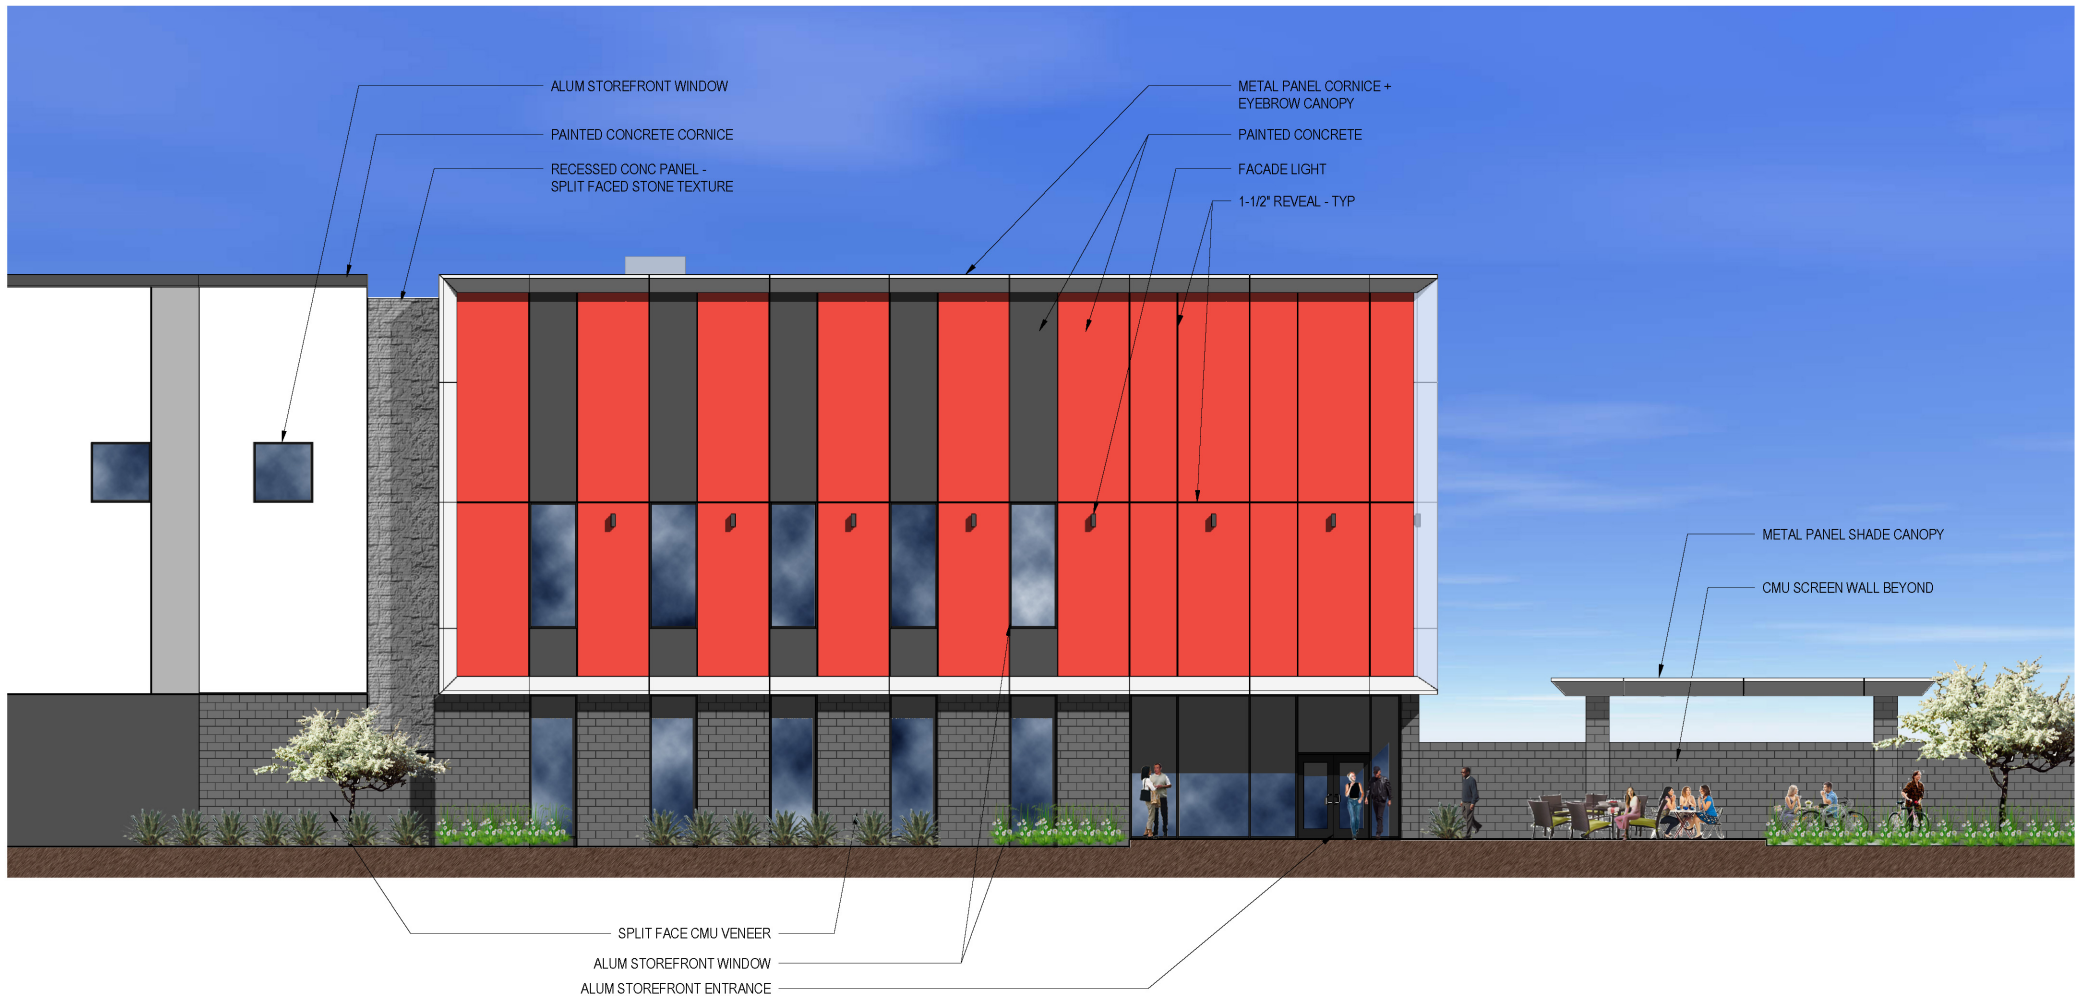 ALUM STOREFRONT WINDOW
PAINTED CONCRETE CORNICE
RECESSED CONC PANEL -
SPLIT FACED STONE TEXTURE
METAL PANEL CORNICE +
EYEBROW CANOPY
PAINTED CONCRETE
FACADE LIGHT
1-1/2" REVEAL - TYP
METAL PANEL SHADE CANOPY
CMU SCREEN WALL BEYOND
SPLIT FACE CMU VENEER
ALUM STOREFRONT WINDOW
ALUM STOREFRONT ENTRANCE